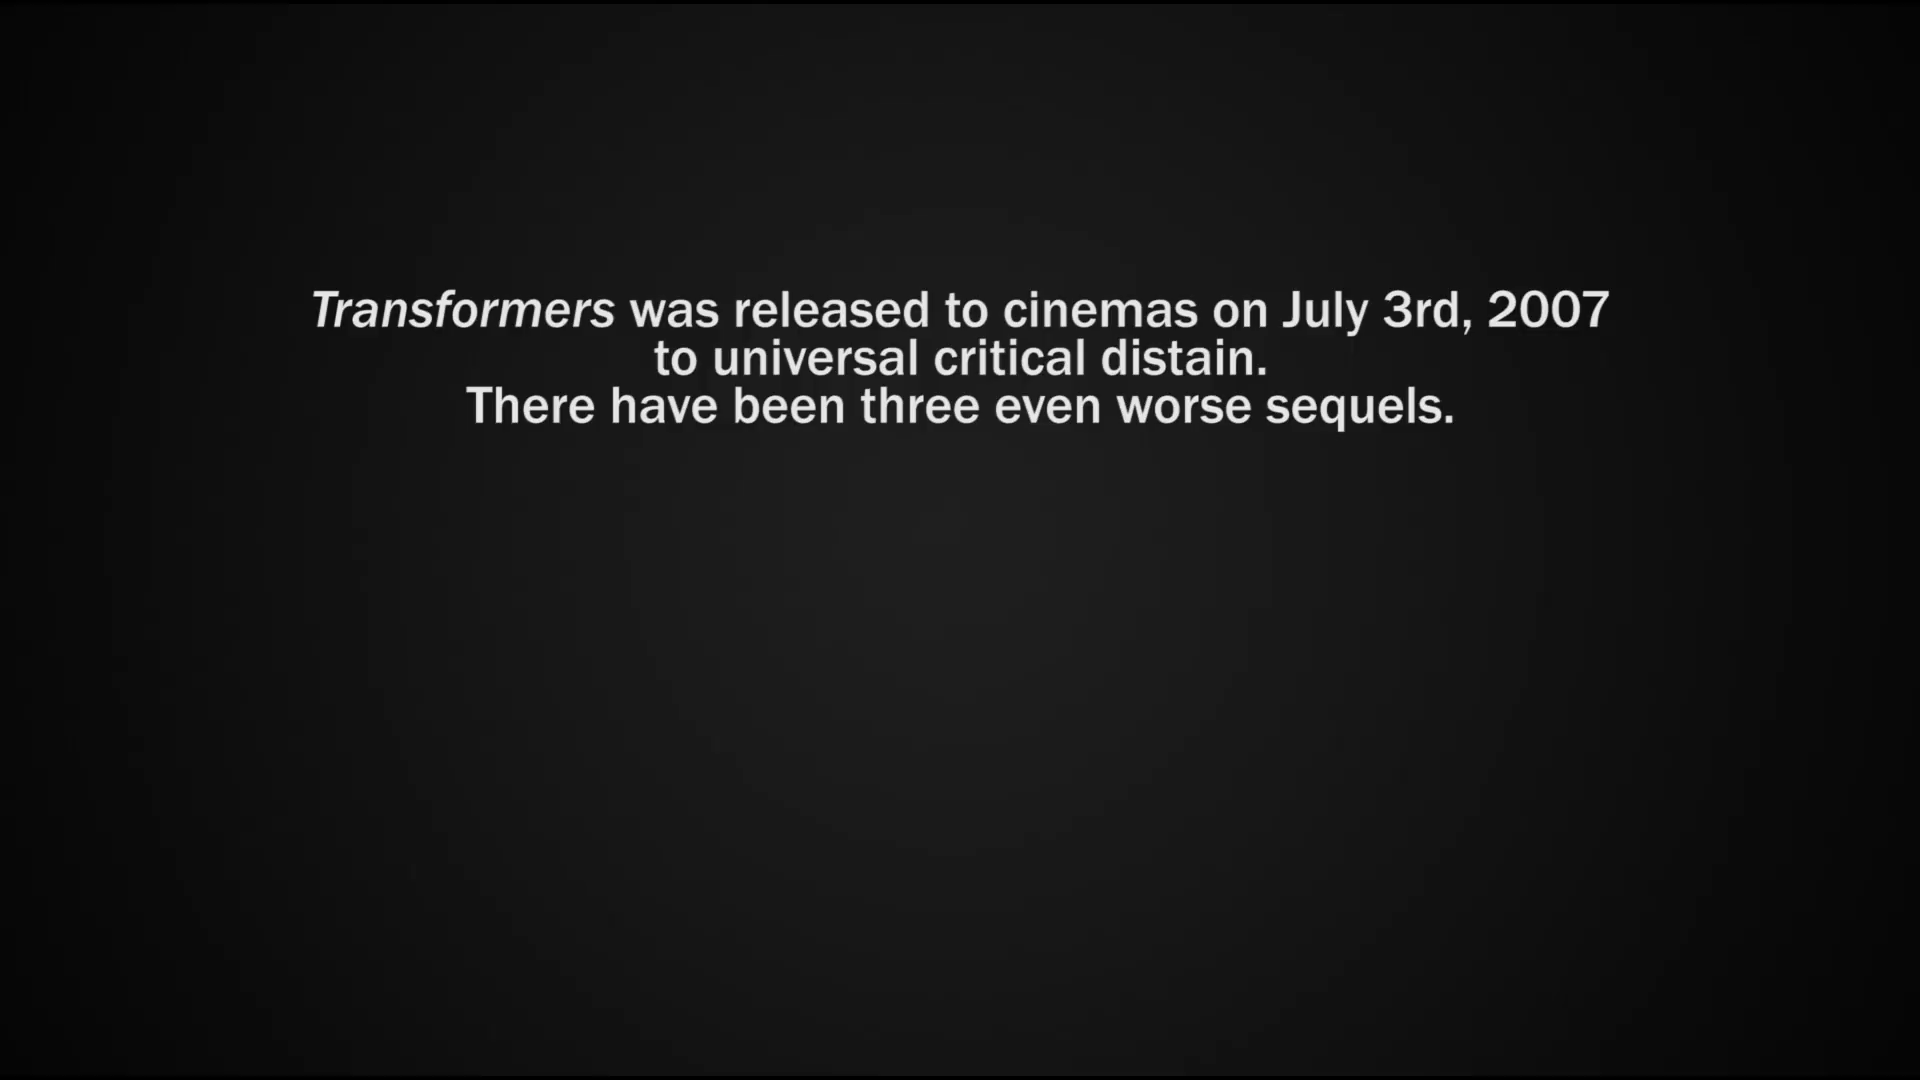 Transformers was released to cinemas on July 3rd, 2007
to universal critical distain.
There have been three even worse sequels.